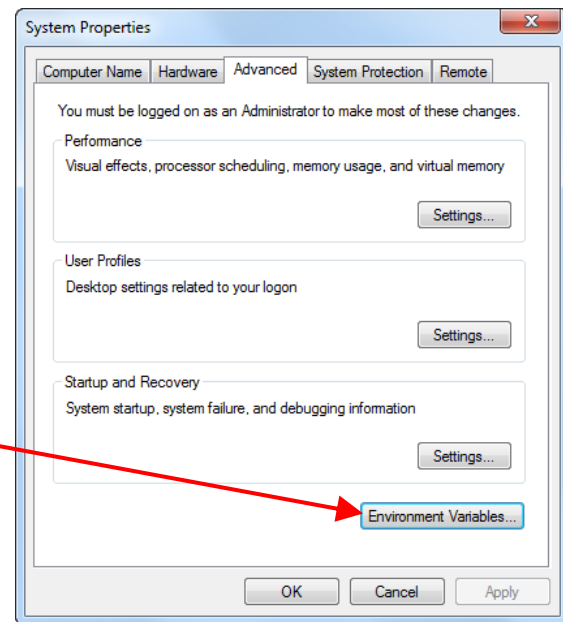 System Properties
Computer Name Hardware Advanced System Protection Remote
You must be logged on as an Administrator to make most of these changes.
Performance
Visual effects, processor scheduling, memory usage, and virtual memory
Settings...
User Profiles
Desktop settings related to your logon
Settings...
Startup and Recovery
System startup, system failure, and debugging information
Settings...
Environment Variables...
OK Cancel Apply